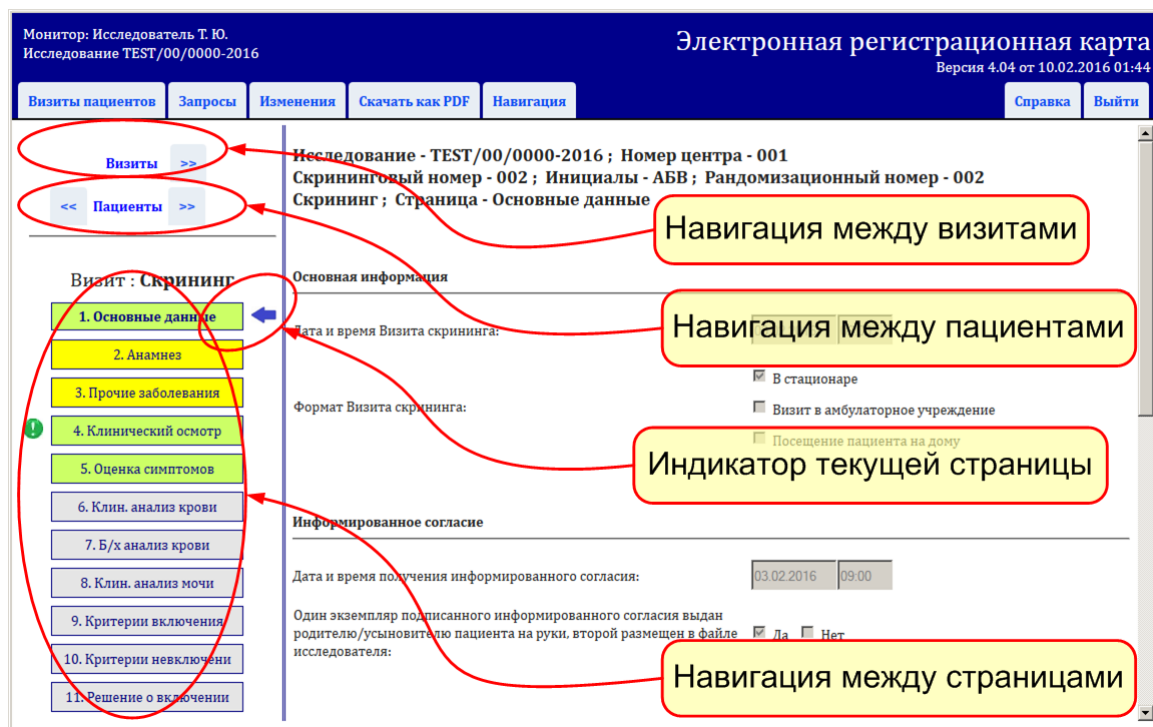 Монитор: Исследователь Т. Ю.
Исследование TEST/00/0000-2016
Электронная регистрационная карта
Версия 4.04 от 10.02.2016 01:44
Визиты пациентов
Запросы
Изменения
Скачать как PDF
Навигация
Справка
Выйти
Визиты >>
<< Пациенты >>
Визит : Скрининг
1. Основные данные
2. Анамнез
3. Прочие заболевания
4. Клинический осмотр
5. Оценка симптомов
6. Клин. анализ крови
7. Б/х анализ крови
8. Клин. анализ мочи
9. Критерии включения
10. Критерии невключени
11. Решение о включении
Исследование - TEST/00/0000-2016 ; Номер центра - 001
Скрининговый номер - 002 ; Инициалы - АБВ ; Рандомизационный номер - 002
Скрининг ; Страница - Основные данные
Навигация между визитами
Основная информация
Дата и время Визита скрининга:
Навигация между пациентами
Формат Визита скрининга:
В стационаре
Визит в амбулаторное учреждение
Посещение пациента на дому
Индикатор текущей страницы
Информированное согласие
Дата и время получения информированного согласия:
03.02.2016 09:00
Один экземпляр подписанного информированного согласия выдан
родителю/усыновителю пациента на руки, второй размещен в файле
исследователя:
Да Нет
Навигация между страницами